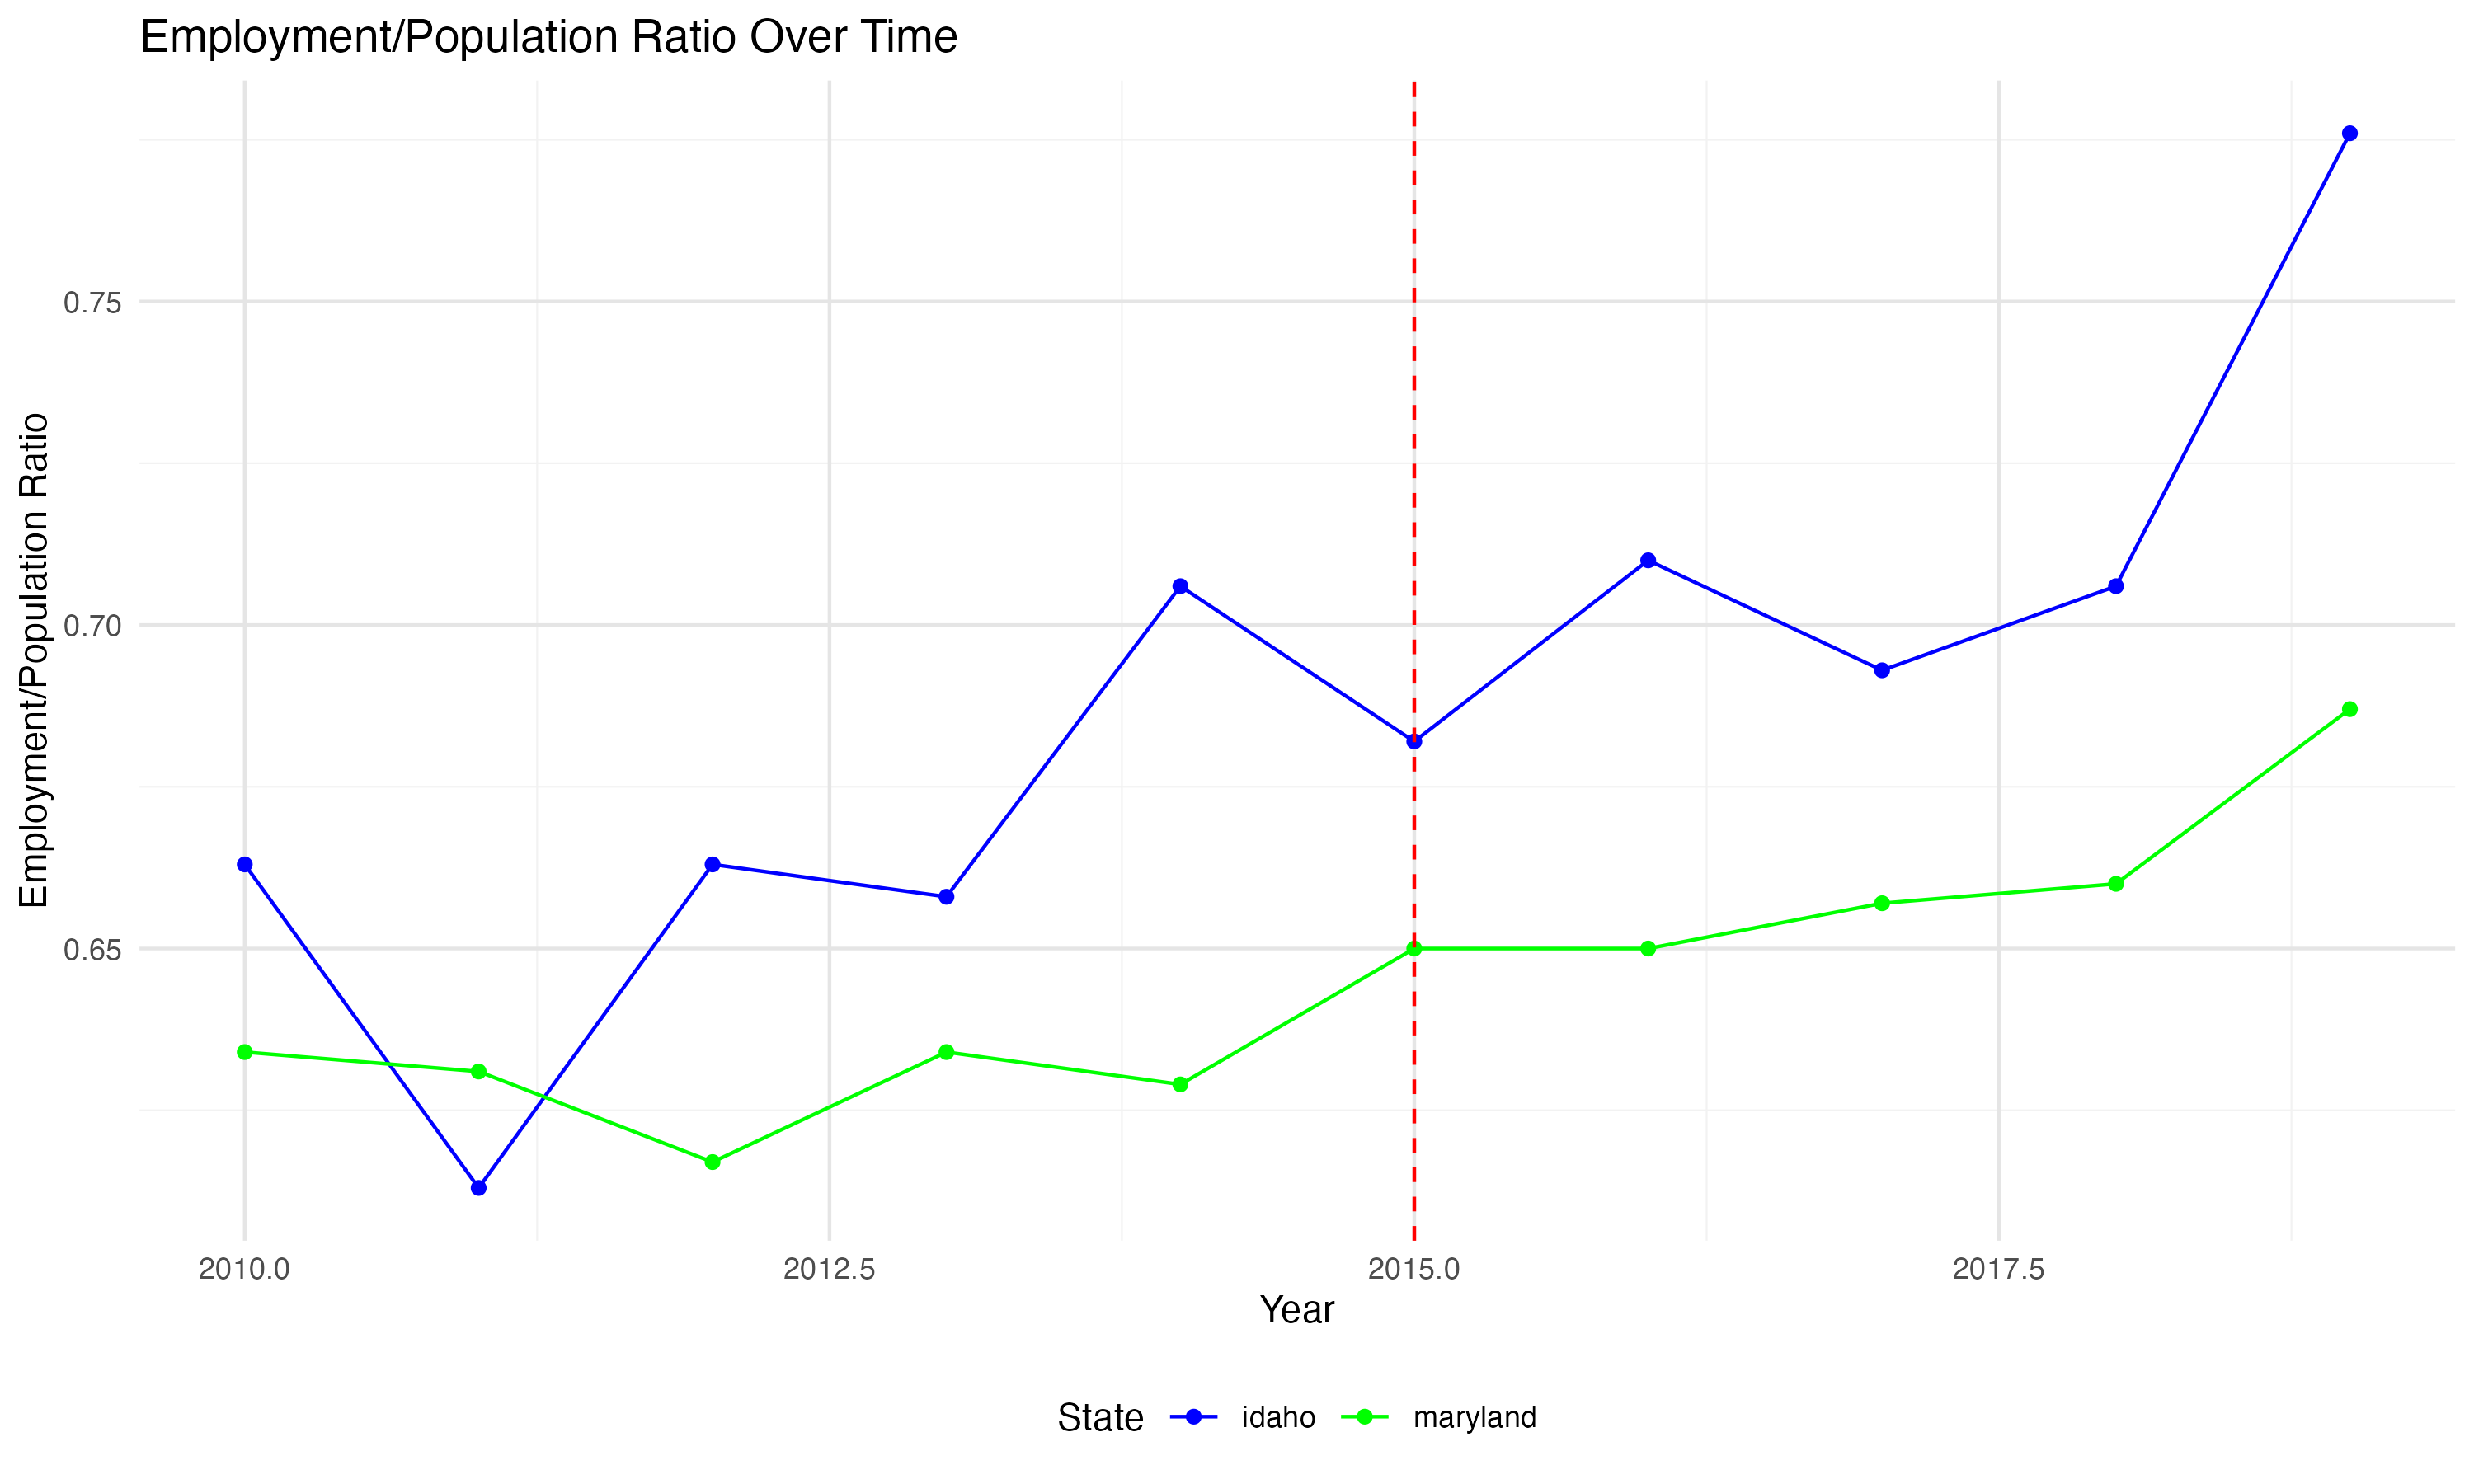 Employment/Population Ratio Over Time
Employment/Population Ratio
0.75
0.70
0.65
2010.0 2012.5 2015.0 2017.5
Year
State idaho maryland